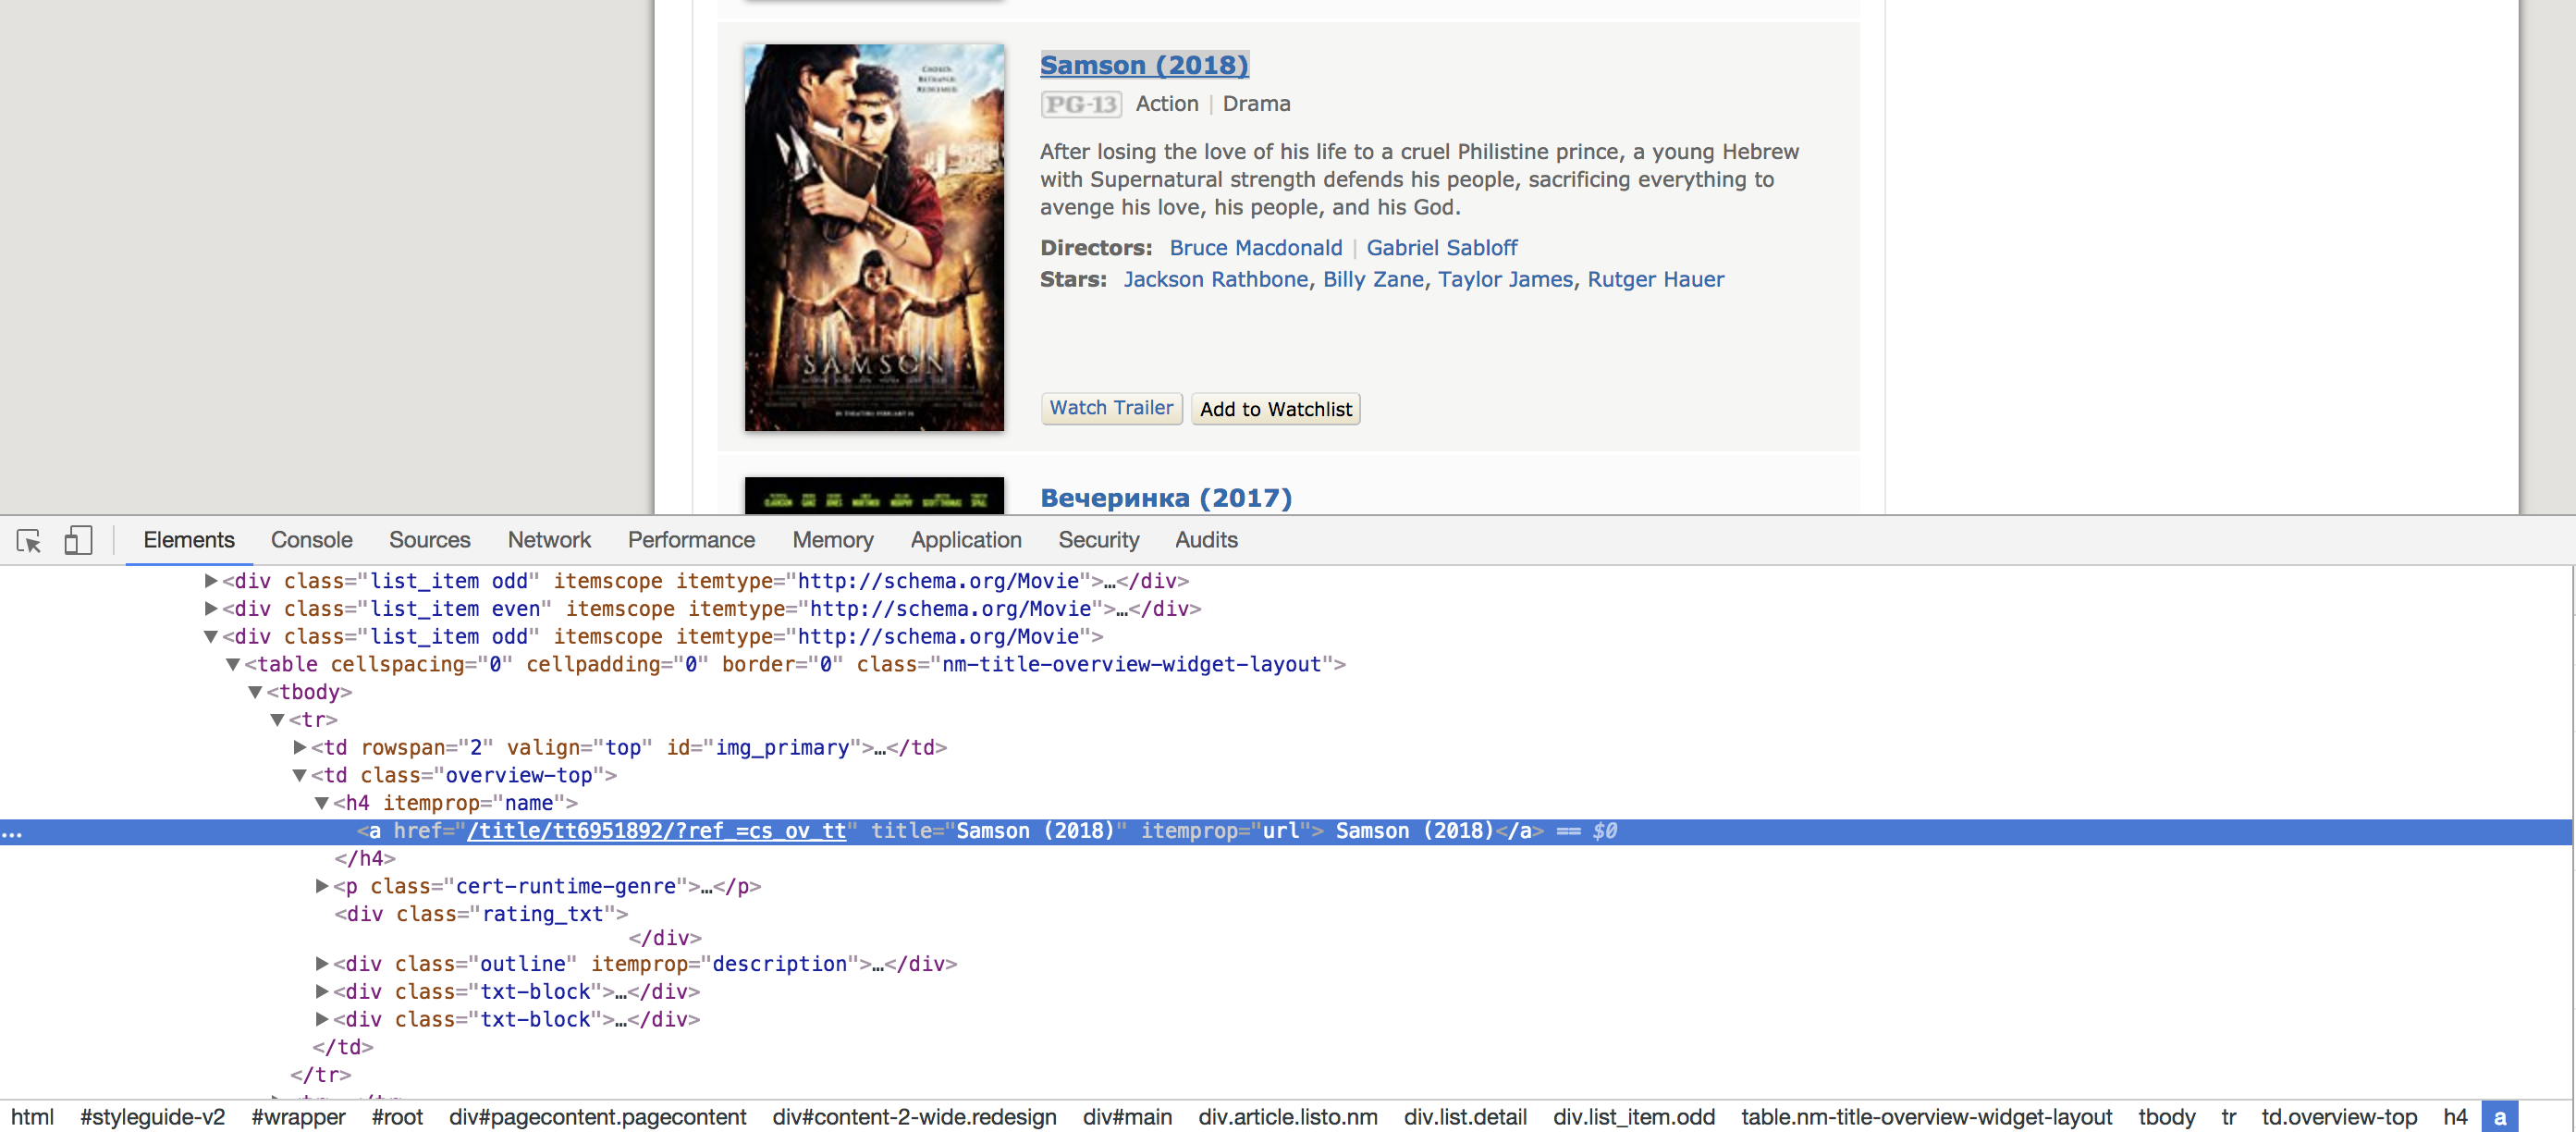 CHOSEN.
BETRAYED.
REDEEMED.
SAMSON
IN THEATERS FEBRUARY 16
Samson (2018)
PG-13 Action | Drama
After losing the love of his life to a cruel Philistine prince, a young Hebrew
with Supernatural strength defends his people, sacrificing everything to
avenge his love, his people, and his God.
Directors: Bruce Macdonald | Gabriel Sabloff
Stars: Jackson Rathbone, Billy Zane, Taylor James, Rutger Hauer
Watch Trailer Add to Watchlist
Вечеринка (2017)
Elements Console Sources Network Performance Memory Application Security Audits
<div class="list_item odd" itemscope itemtype="http://schema.org/Movie">…</div>
<div class="list_item even" itemscope itemtype="http://schema.org/Movie">…</div>
<div class="list_item odd" itemscope itemtype="http://schema.org/Movie">
<table cellspacing="0" cellpadding="0" border="0" class="nm-title-overview-widget-layout">
<tbody>
<tr>
<td rowspan="2" valign="top" id="img_primary">…</td>
<td class="overview-top">
<h4 itemprop="name">
… <a href="/title/tt6951892/?ref_=cs_ov_tt" title="Samson (2018)" itemprop="url"> Samson (2018)</a> == $0
</h4>
<p class="cert-runtime-genre">…</p>
<div class="rating_txt">
</div>
<div class="outline" itemprop="description">…</div>
<div class="txt-block">…</div>
<div class="txt-block">…</div>
</td>
</tr>
html #styleguide-v2 #wrapper #root div#pagecontent.pagecontent div#content-2-wide.redesign div#main div.article.listo.nm div.list.detail div.list_item.odd table.nm-title-overview-widget-layout tbody tr td.overview-top h4 a